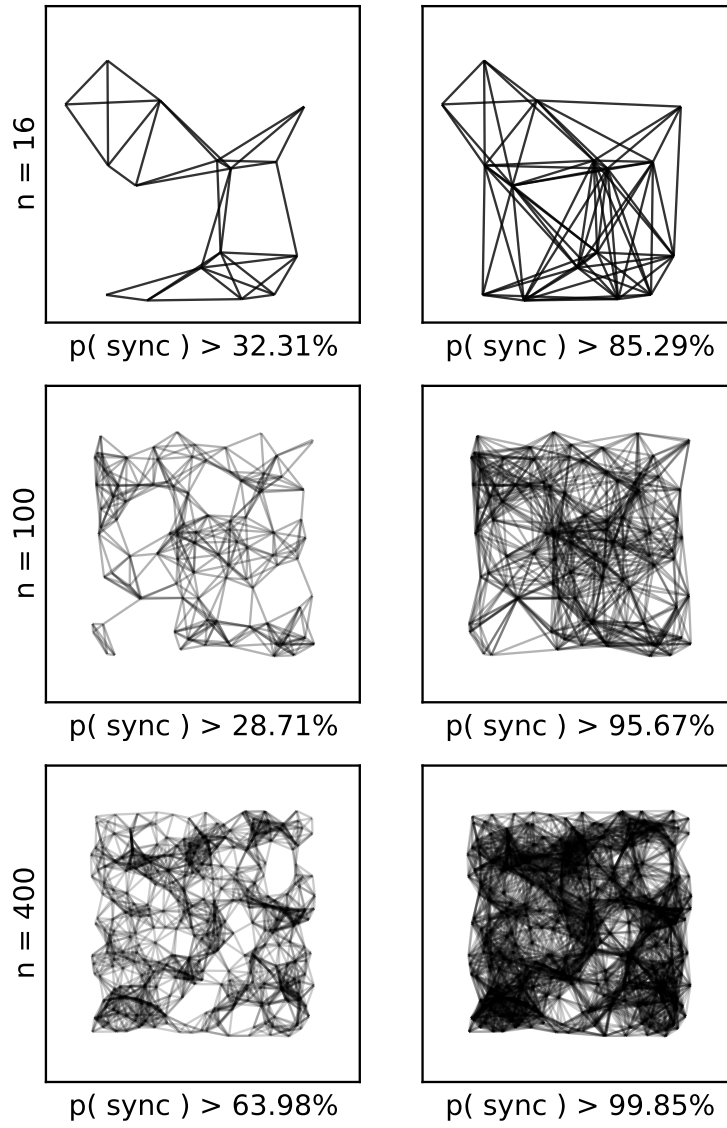 n = 16
p( sync ) > 32.31%
p( sync ) > 85.29%
n = 100
p( sync ) > 28.71%
p( sync ) > 95.67%
n = 400
p( sync ) > 63.98%
p( sync ) > 99.85%